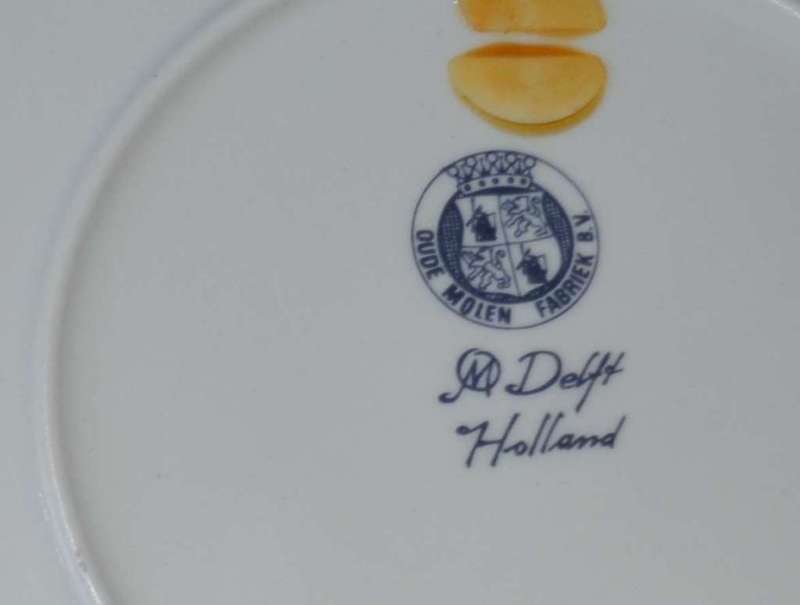 OUDE MOLEN FABRIEK B.V.
OM Delft
Holland